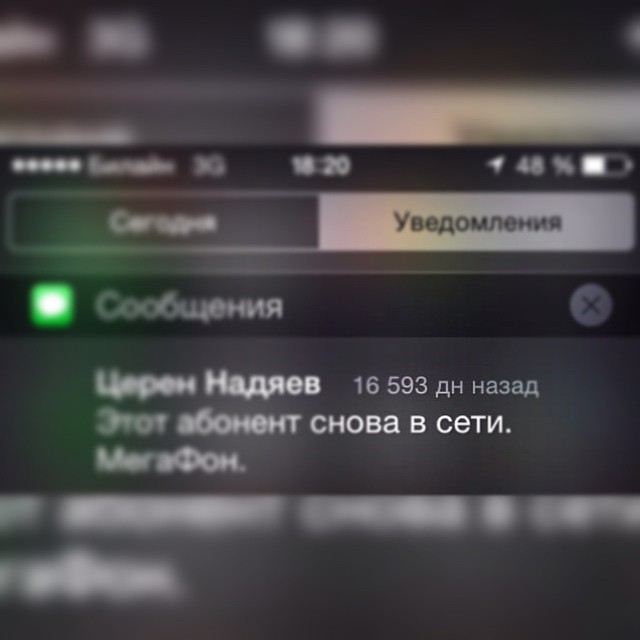 Билайн 3G 18:20 48 %
Сегодня Уведомления
Сообщения
Церен Надяев 16 593 дн назад
Этот абонент снова в сети.
МегаФон.